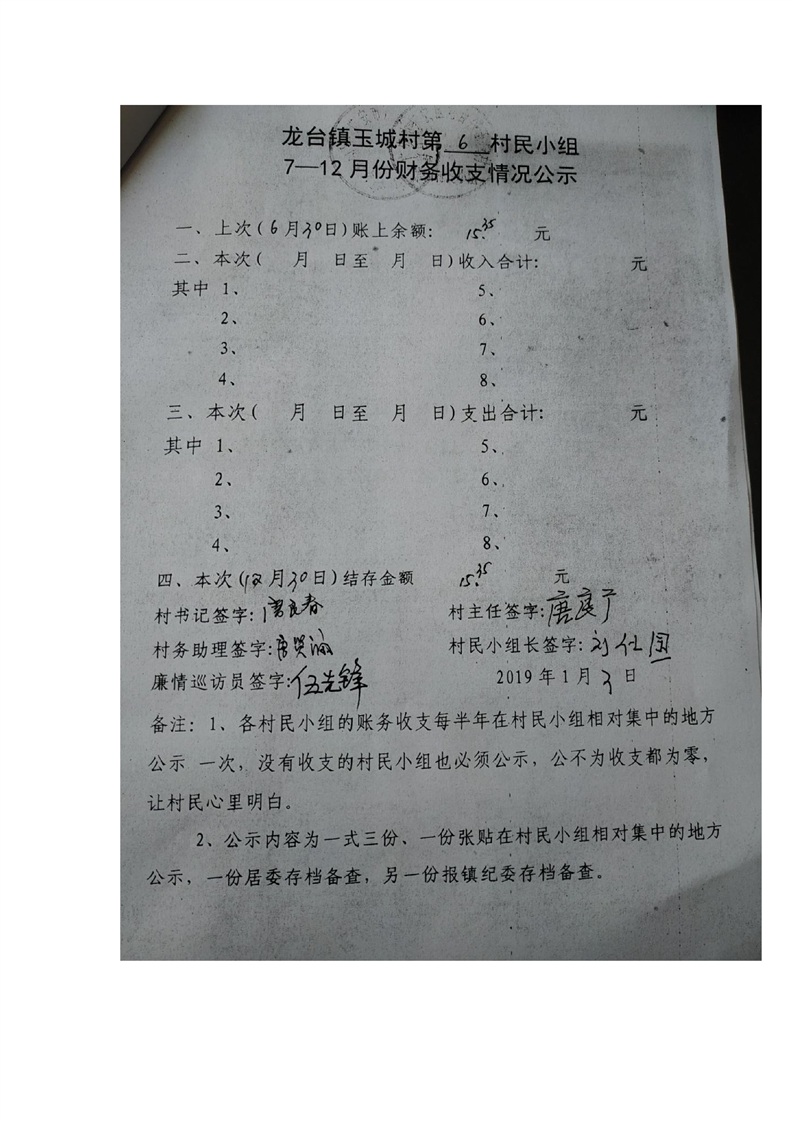 龙台镇玉城村第 6 村民小组
7—12月份财务收支情况公示
一、上次(6月30日)账上余额: 15.35 元
二、本次( 月 日至 月 日)收入合计: 元
其中 1、 5、
2、 6、
3、 7、
4、 8、
三、本次( 月 日至 月 日)支出合计: 元
其中 1、 5、
2、 6、
3、 7、
4、 8、
四、本次(12月30日)结存金额 15.35 元
村书记签字: 村主任签字:唐
村务助理签字:唐 村民小组长签字:刘仕国
廉情巡访员签字:伍先锋 2019年1月3日
备注: 1、各村民小组的账务收支每半年在村民小组相对集中的地方
公示 一次, 没有收支的村民小组也必须公示, 公不为收支都为零,
让村民心里明白。
2、公示内容为一式三份、一份张贴在村民小组相对集中的地方
公示, 一份居委存档备查, 另一份报镇纪委存档备查。